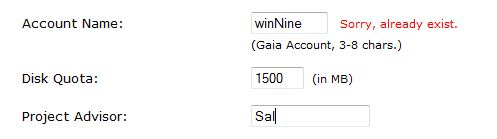 Account Name: winNine Sorry, already exist.
(Gaia Account, 3-8 chars.)
Disk Quota: 1500 (in MB)
Project Advisor: Sal